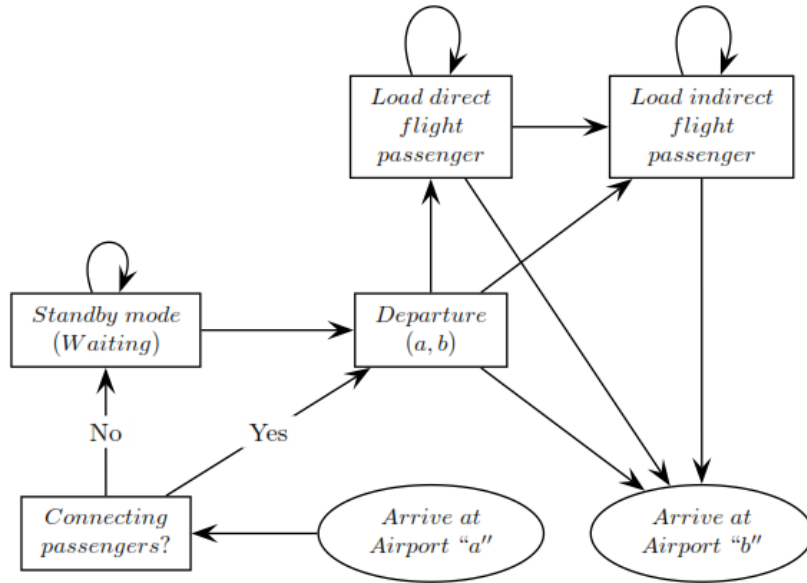 Load direct
flight
passenger
Load indirect
flight
passenger
Standby mode
(Waiting)
Departure
(a, b)
No
Yes
Connecting
passengers?
Arrive at
Airport “a”
Arrive at
Airport “b”